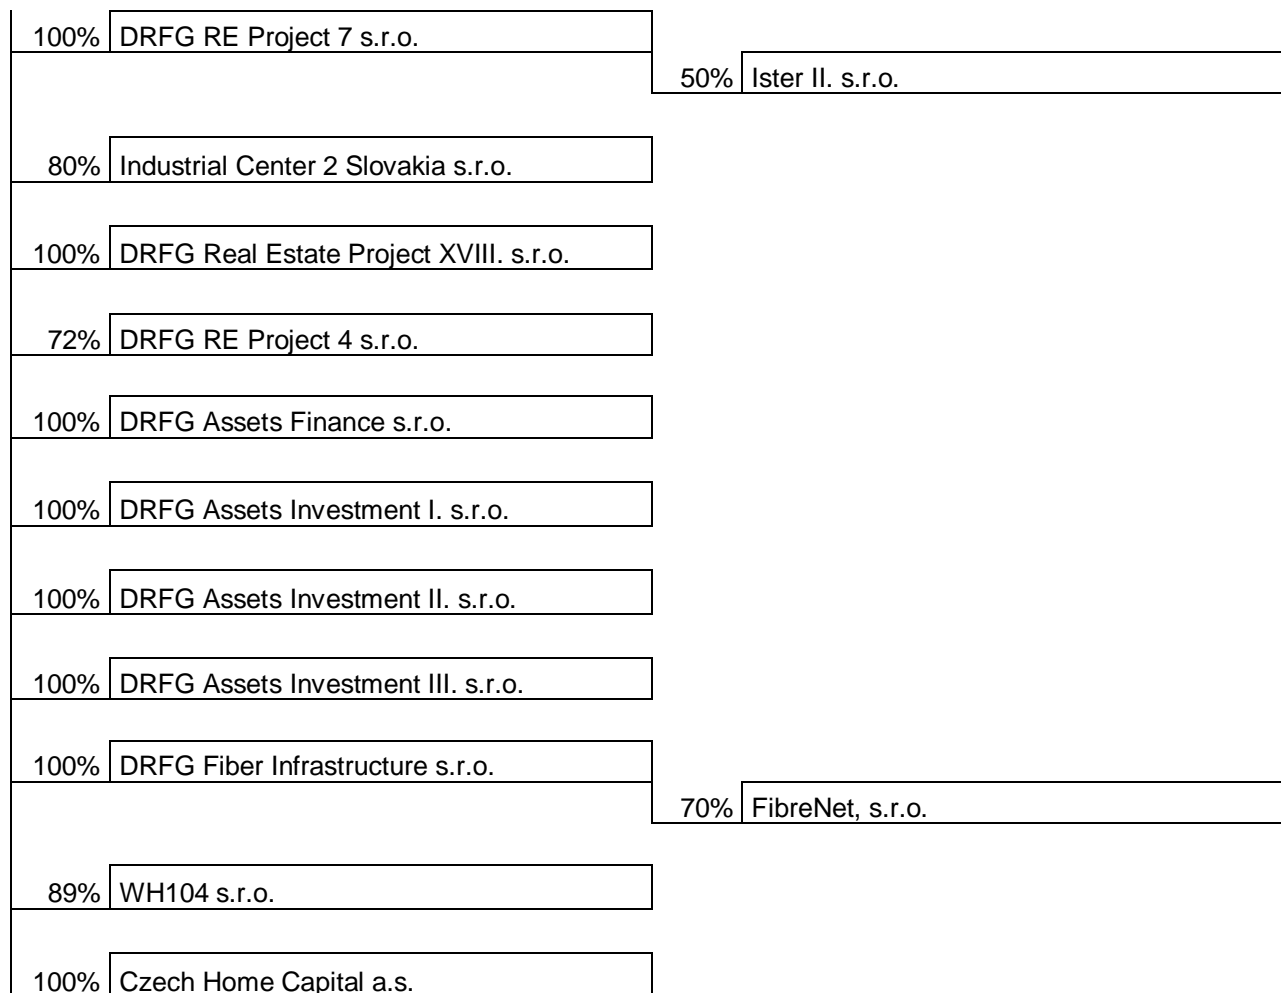 100% DRFG RE Project 7 s.r.o.
50% Ister II. s.r.o.
80% Industrial Center 2 Slovakia s.r.o.
100% DRFG Real Estate Project XVIII. s.r.o.
72% DRFG RE Project 4 s.r.o.
100% DRFG Assets Finance s.r.o.
100% DRFG Assets Investment I. s.r.o.
100% DRFG Assets Investment II. s.r.o.
100% DRFG Assets Investment III. s.r.o.
100% DRFG Fiber Infrastructure s.r.o.
70% FibreNet, s.r.o.
89% WH104 s.r.o.
100% Czech Home Capital a.s.